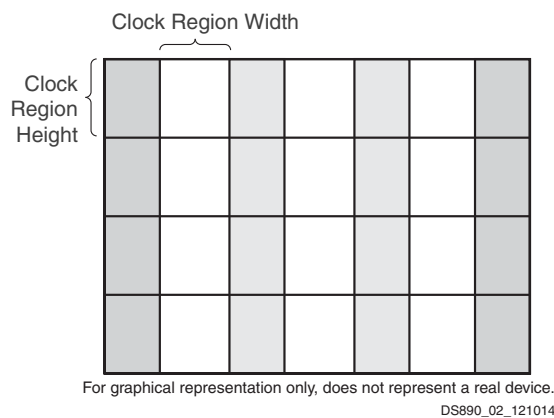 Clock Region Width
Clock
Region
Height
For graphical representation only, does not represent a real device.
DS890_02_121014